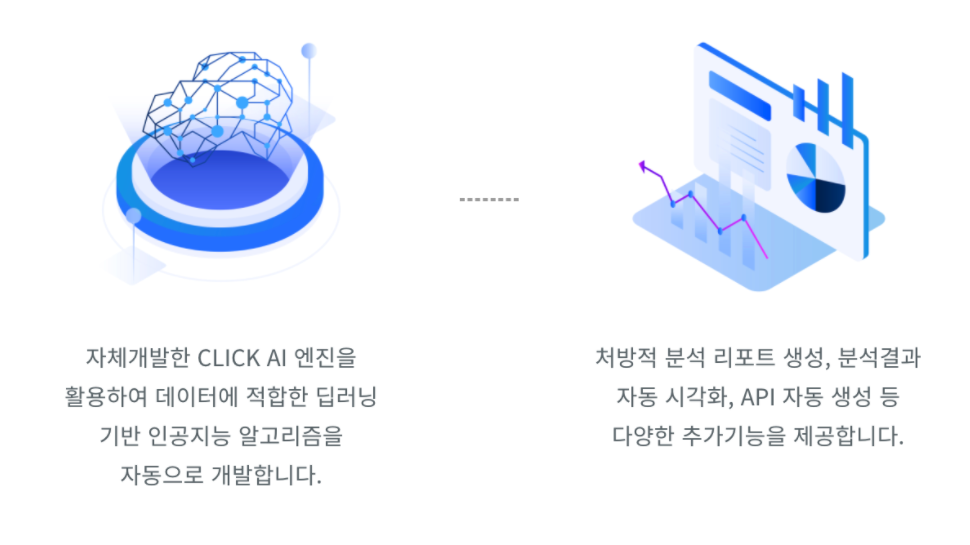 자체개발한 CLICK AI 엔진을
활용하여 데이터에 적합한 딥러닝
기반 인공지능 알고리즘을
자동으로 개발합니다.
처방적 분석 리포트 생성, 분석결과
자동 시각화, API 자동 생성 등
다양한 추가기능을 제공합니다.